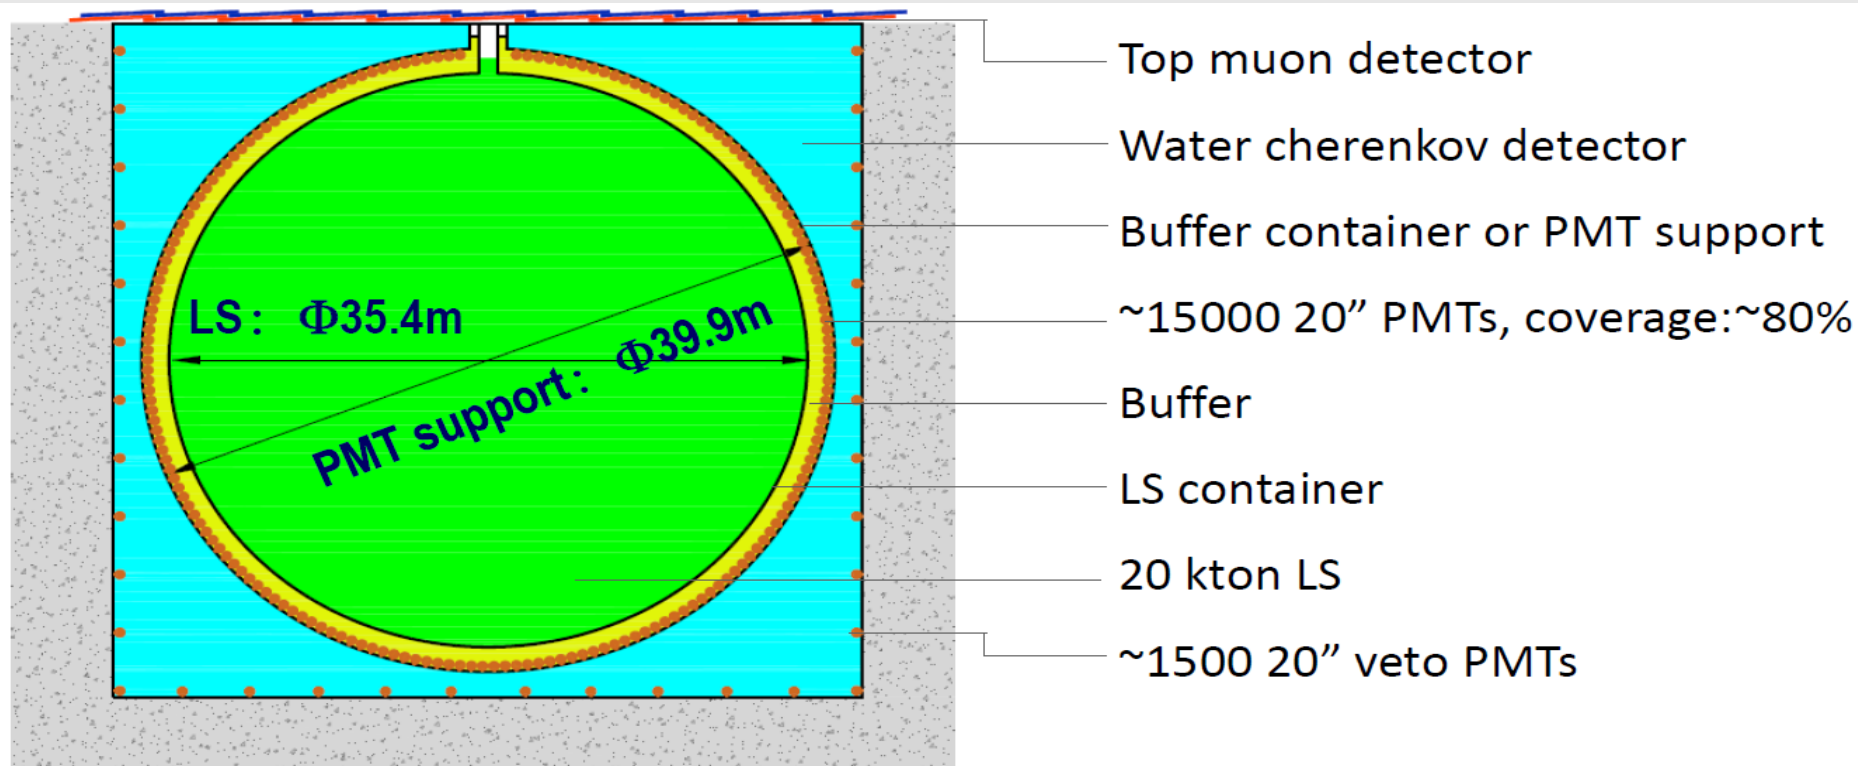 Top muon detector
Water cherenkov detector
Buffer container or PMT support
~15000 20” PMTs, coverage:~80%
Buffer
LS container
20 kton LS
~1500 20” veto PMTs
LS: Φ35.4m
PMT support: Φ39.9m